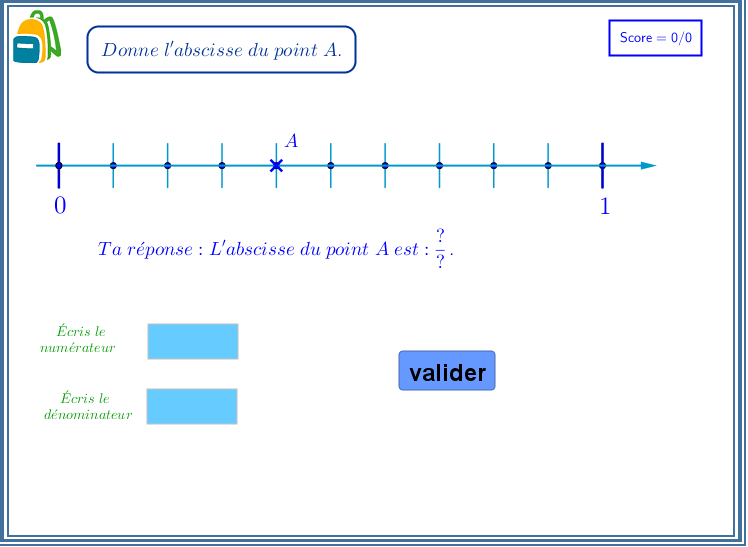 Donne l'abscisse du point A.
Score = 0/0
A
0
1
Ta réponse : L'abscisse du point A est : ?/?.
Écris le
numérateur
valider
Écris le
dénominateur